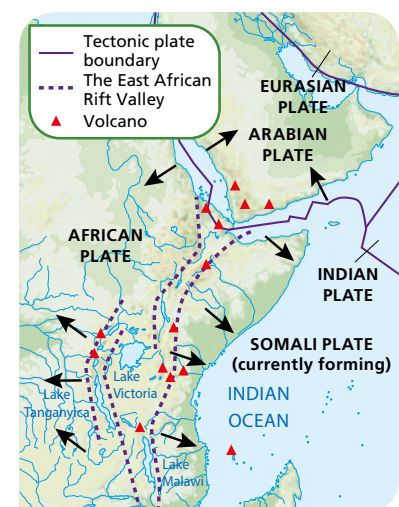 Tectonic plate
boundary
The East African
Rift Valley
Volcano
EURASIAN
PLATE
ARABIAN
PLATE
AFRICAN
PLATE
INDIAN
PLATE
SOMALI PLATE
(currently forming)
Lake
Victoria
Lake
Tanganyica
INDIAN
OCEAN
Lake
Malawi